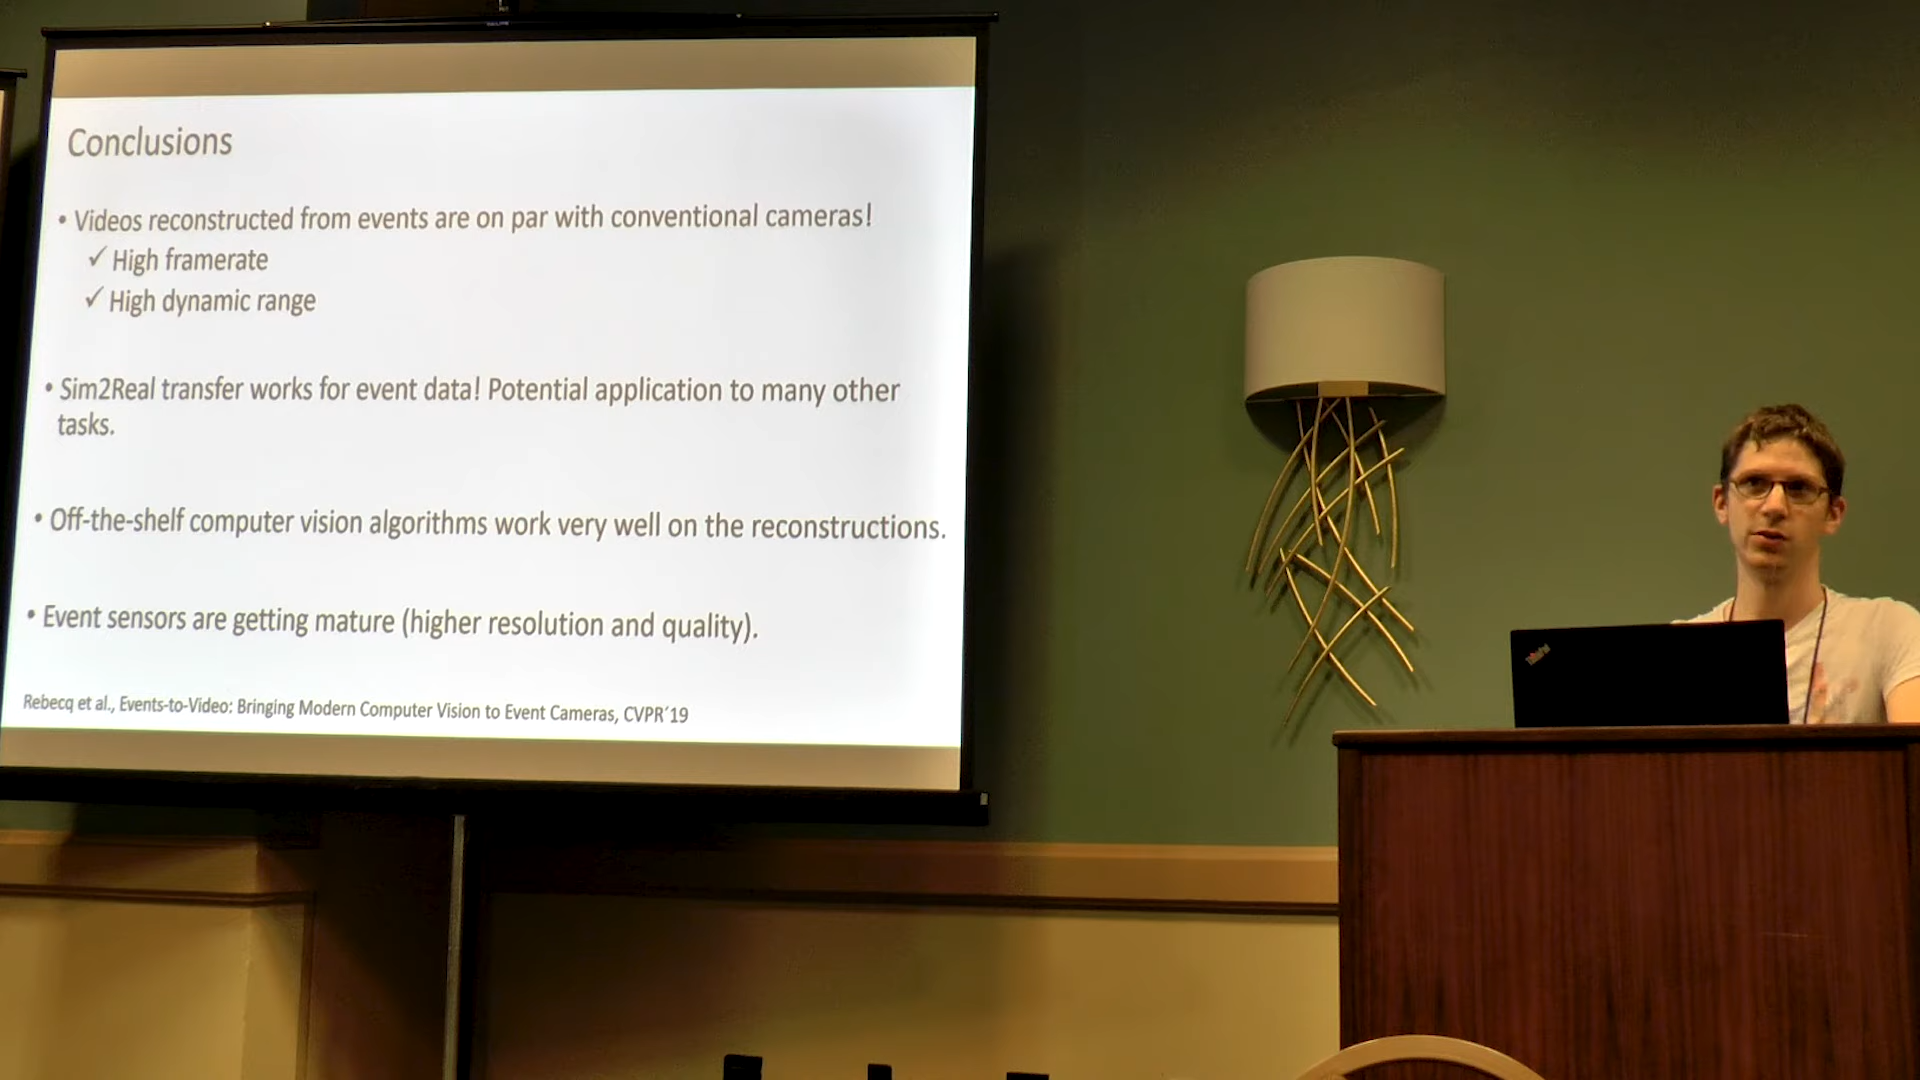 Conclusions
• Videos reconstructed from events are on par with conventional cameras!
✓ High framerate
✓ High dynamic range
• Sim2Real transfer works for event data! Potential application to many other
tasks.
• Off-the-shelf computer vision algorithms work very well on the reconstructions.
• Event sensors are getting mature (higher resolution and quality).
Rebecq et al., Events-to-Video: Bringing Modern Computer Vision to Event Cameras, CVPR´19
ThinkPad